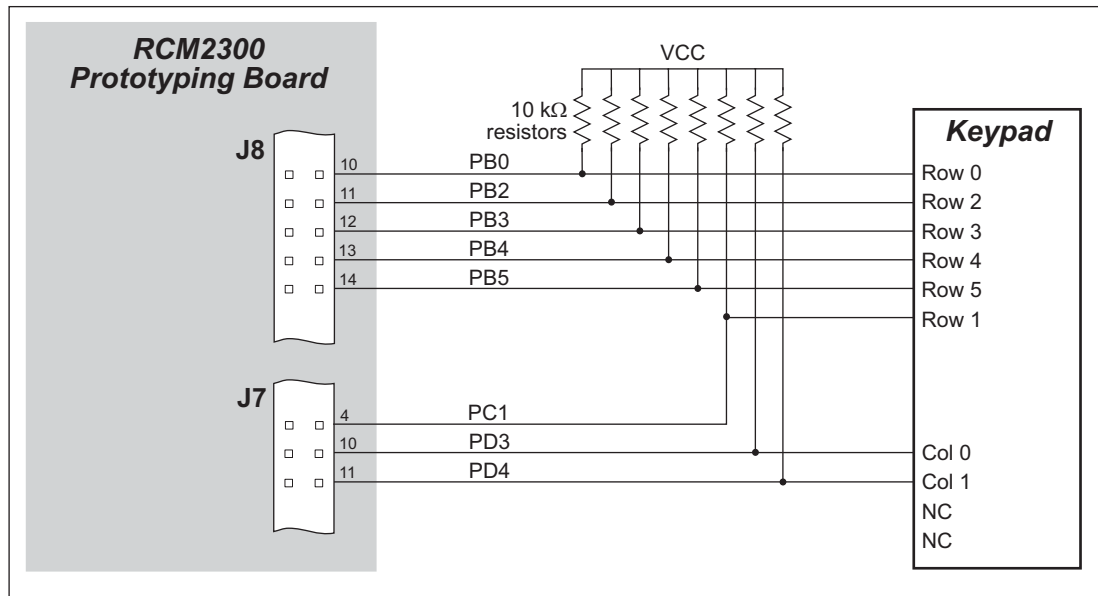 RCM2300
Prototyping Board
VCC
10 kΩ
resistors
Keypad
J8
10
PB0
Row 0
11
PB2
Row 2
12
PB3
Row 3
13
PB4
Row 4
14
PB5
Row 5
Row 1
J7
4
PC1
10
PD3
Col 0
11
PD4
Col 1
NC
NC